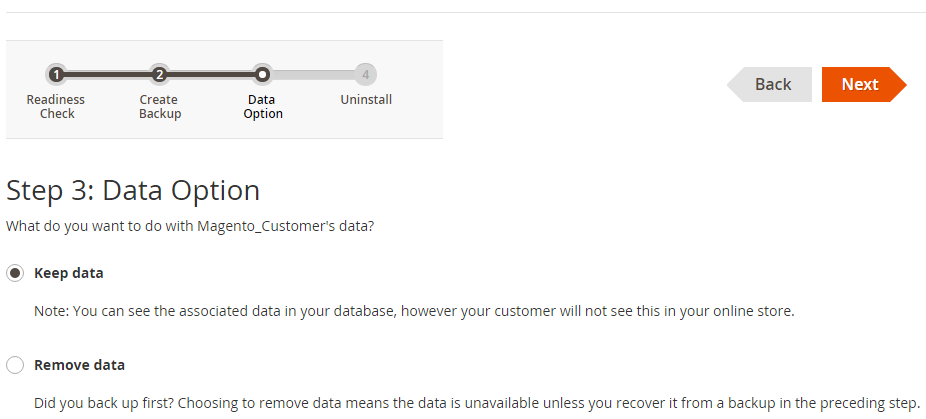 1 2 4
Readiness Check
Create Backup
Data Option
Uninstall
Back
Next
Step 3: Data Option
What do you want to do with Magento_Customer's data?
Keep data
Note: You can see the associated data in your database, however your customer will not see this in your online store.
Remove data
Did you back up first? Choosing to remove data means the data is unavailable unless you recover it from a backup in the preceding step.